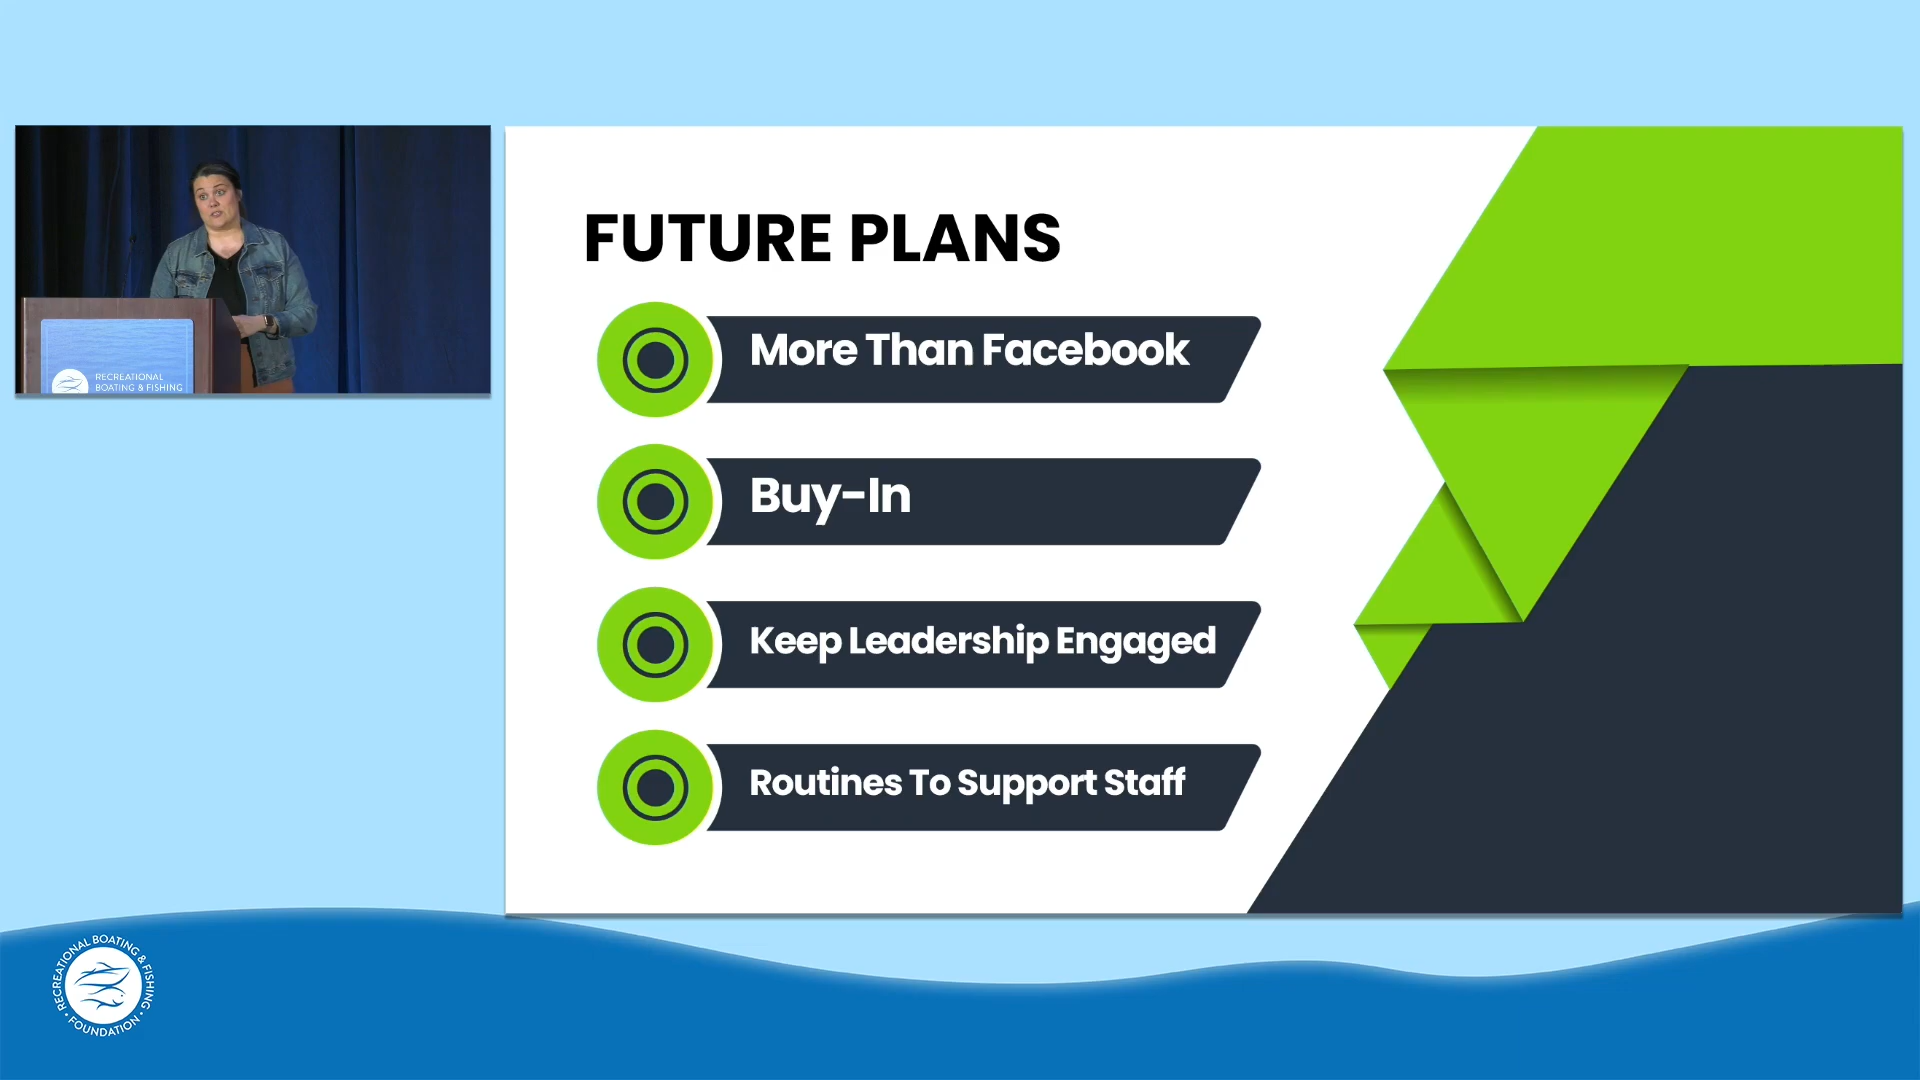 FUTURE PLANS
More Than Facebook
Buy-In
Keep Leadership Engaged
Routines To Support Staff
RECREATIONAL
BOATING & FISHING
RECREATIONAL BOATING & FISHING
• FOUNDATION •